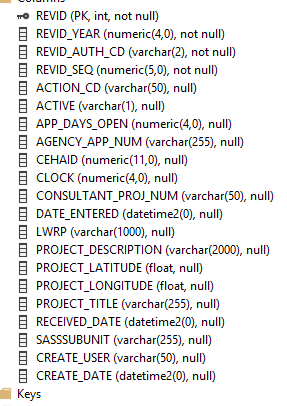 Columns
REVID (PK, int, not null)
REVID_YEAR (numeric(4,0), not null)
REVID_AUTH_CD (varchar(2), not null)
REVID_SEQ (numeric(5,0), not null)
ACTION_CD (varchar(50), null)
ACTIVE (varchar(1), null)
APP_DAYS_OPEN (numeric(4,0), null)
AGENCY_APP_NUM (varchar(255), null)
CEHAID (numeric(11,0), null)
CLOCK (numeric(4,0), null)
CONSULTANT_PROJ_NUM (varchar(50), null)
DATE_ENTERED (datetime2(0), null)
LWRP (varchar(1000), null)
PROJECT_DESCRIPTION (varchar(2000), null)
PROJECT_LATITUDE (float, null)
PROJECT_LONGITUDE (float, null)
PROJECT_TITLE (varchar(255), null)
RECEIVED_DATE (datetime2(0), null)
SASSSUBUNIT (varchar(255), null)
CREATE_USER (varchar(50), null)
CREATE_DATE (datetime2(0), null)
Keys